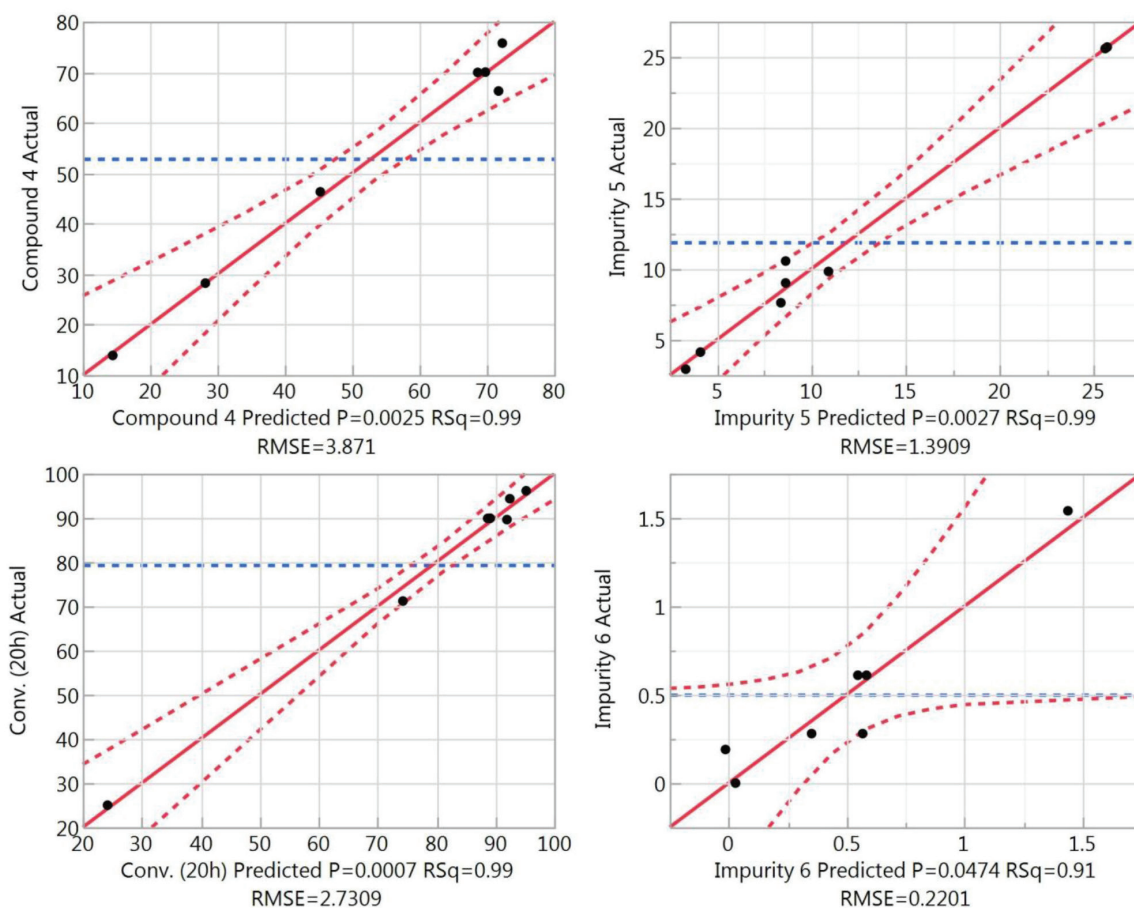 80
70
60
50
40
30
20
10
Compound 4 Actual
10 20 30 40 50 60 70 80
Compound 4 Predicted P=0.0025 RSq=0.99
RMSE=3.871
25
20
15
10
5
Impurity 5 Actual
5 10 15 20 25
Impurity 5 Predicted P=0.0027 RSq=0.99
RMSE=1.3909
100
90
80
70
60
50
40
30
20
Conv. (20h) Actual
20 30 40 50 60 70 80 90 100
Conv. (20h) Predicted P=0.0007 RSq=0.99
RMSE=2.7309
1.5
1
0.5
0
Impurity 6 Actual
0 0.5 1 1.5
Impurity 6 Predicted P=0.0474 RSq=0.91
RMSE=0.2201